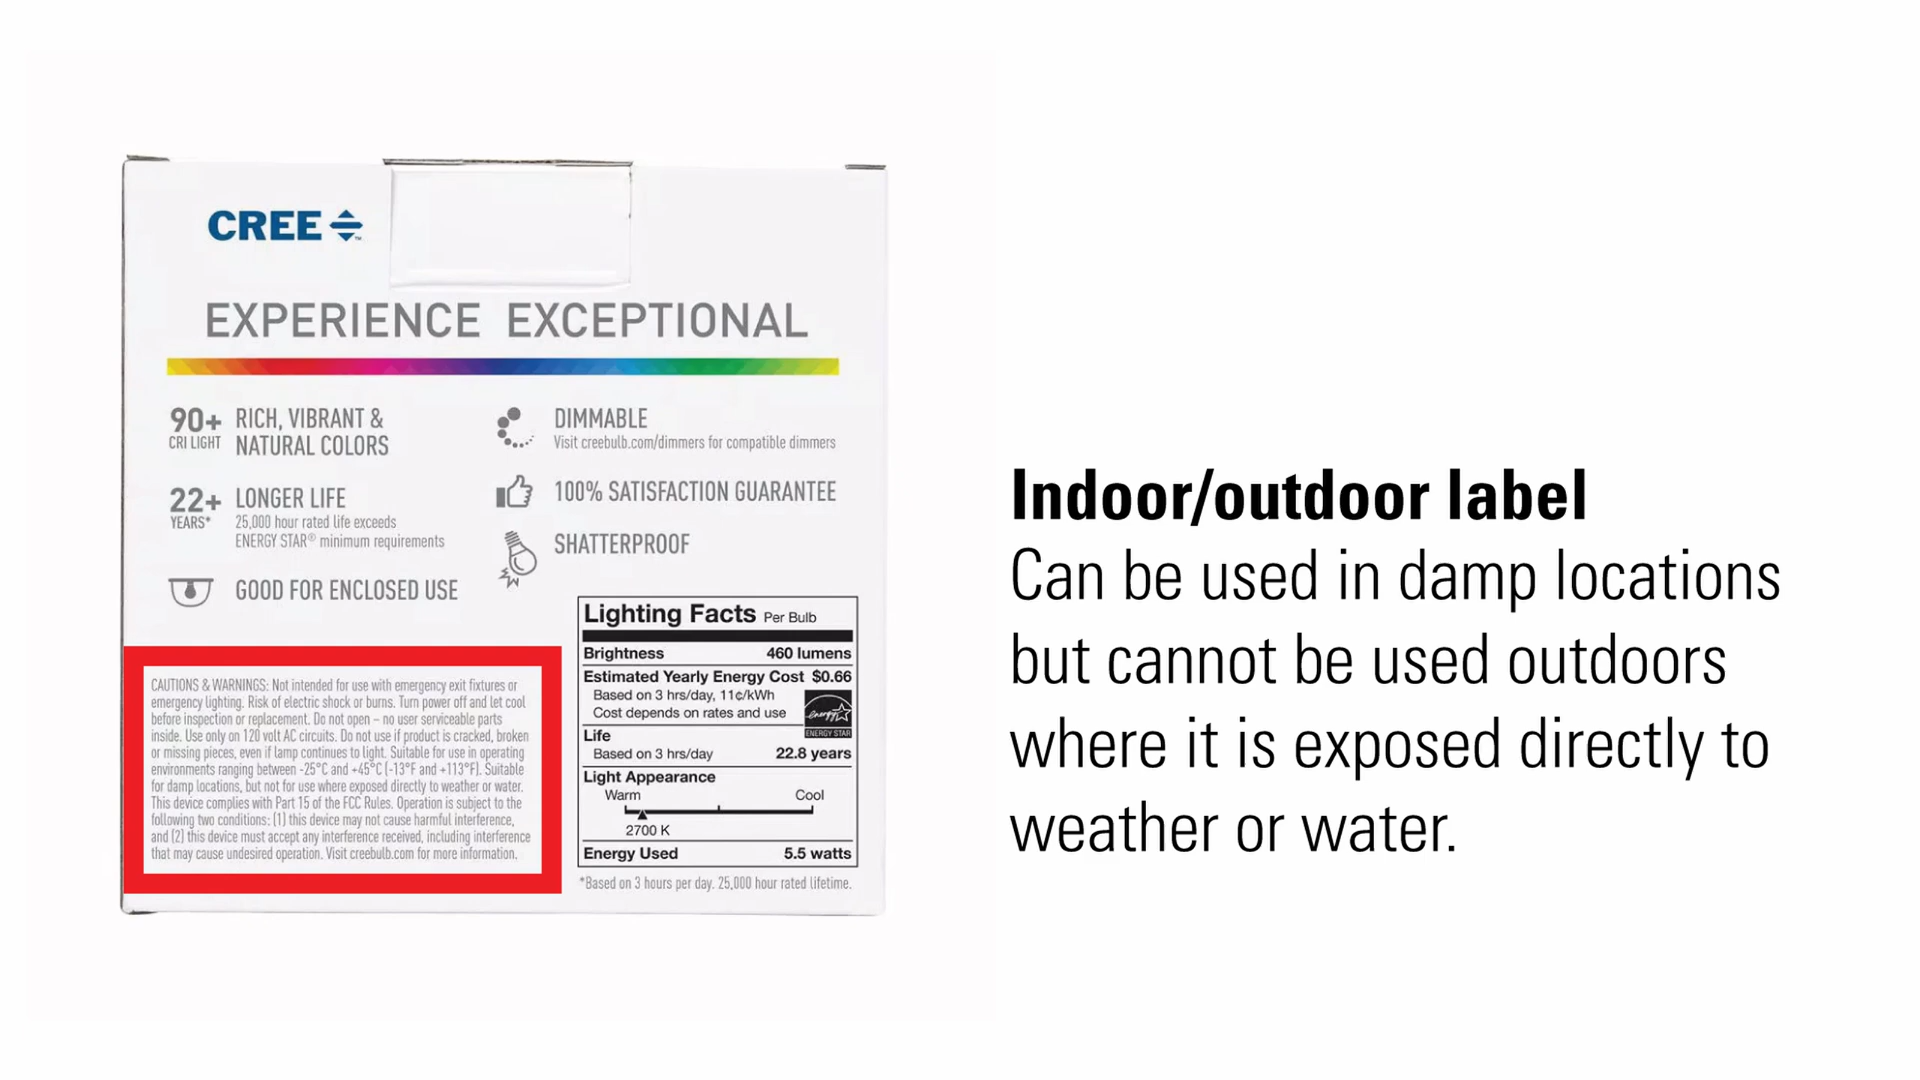 CREE
EXPERIENCE EXCEPTIONAL
90+
CRI LIGHT
RICH, VIBRANT &
NATURAL COLORS
22+
YEARS*
LONGER LIFE
25,000 hour rated life exceeds
ENERGY STAR® minimum requirements
GOOD FOR ENCLOSED USE
DIMMABLE
Visit creebulb.com/dimmers for compatible dimmers
100% SATISFACTION GUARANTEE
SHATTERPROOF
CAUTIONS & WARNINGS: Not intended for use with emergency exit fixtures or
emergency lighting. Risk of electric shock or burns. Turn power off and let cool
before inspection or replacement. Do not open – no user serviceable parts
inside. Use only on 120 volt AC circuits. Do not use if product is cracked, broken
or missing pieces, even if lamp continues to light. Suitable for use in operating
environments ranging between -25°C and +45°C (-13°F and +113°F). Suitable
for damp locations, but not for use where exposed directly to weather or water.
This device complies with Part 15 of the FCC Rules. Operation is subject to the
following two conditions: (1) this device may not cause harmful interference,
and (2) this device must accept any interference received, including interference
that may cause undesired operation. Visit creebulb.com for more information.
Lighting Facts Per Bulb
Brightness 460 lumens
Estimated Yearly Energy Cost $0.66
Based on 3 hrs/day, 11¢/kWh
Cost depends on rates and use
energy
ENERGY STAR
Life
Based on 3 hrs/day 22.8 years
Light Appearance
Warm Cool
2700 K
Energy Used 5.5 watts
*Based on 3 hours per day. 25,000 hour rated lifetime.
Indoor/outdoor label
Can be used in damp locations
but cannot be used outdoors
where it is exposed directly to
weather or water.